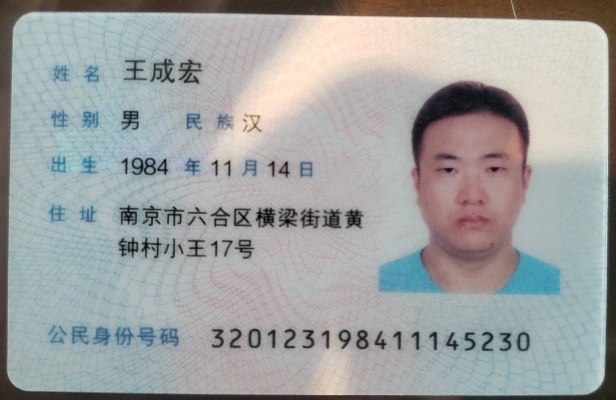 姓名 王成宏
性别 男 民族 汉
出生 1984 年 11 月 14 日
住址 南京市六合区横梁街道黄
钟村小王17号
公民身份号码 320123198411145230